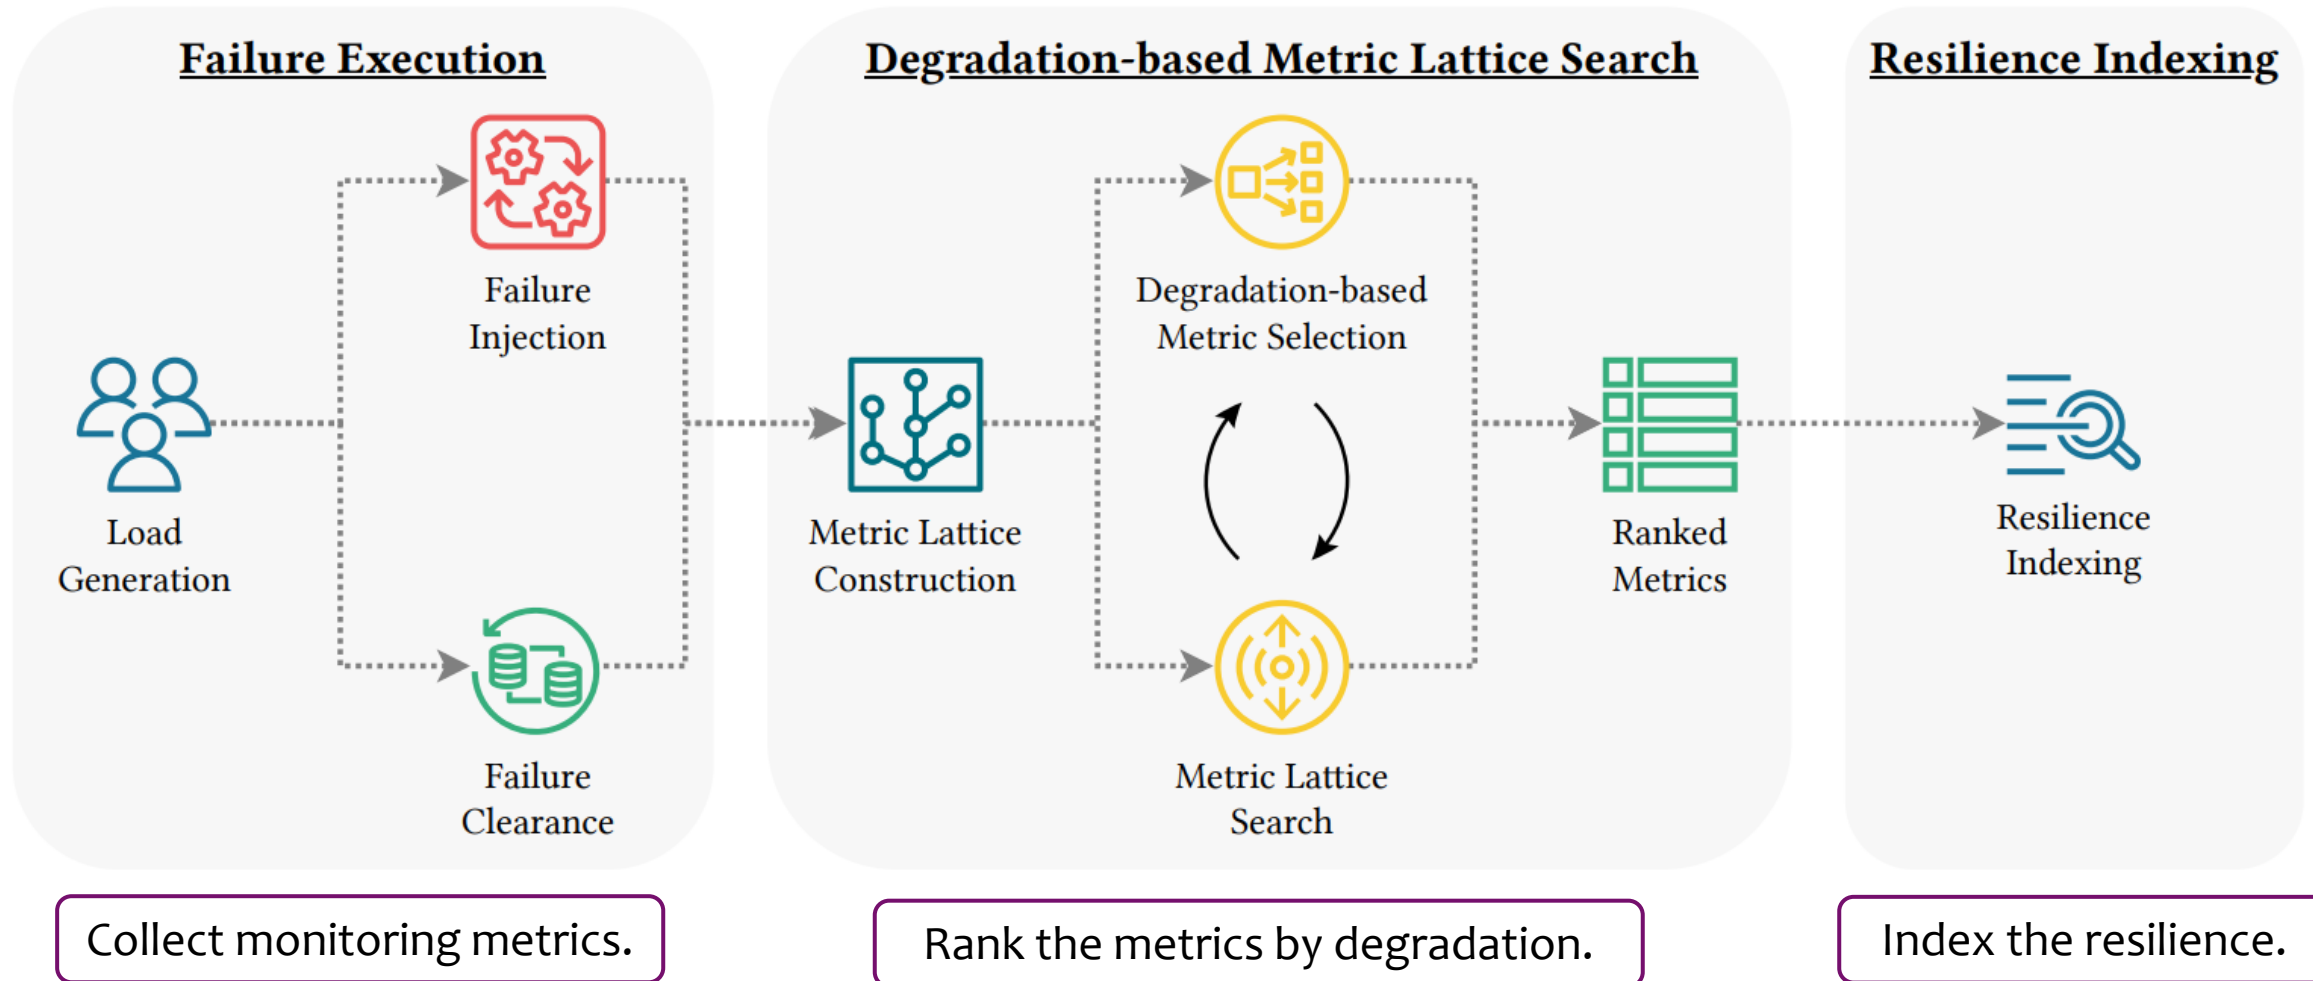 Failure Execution
Degradation-based Metric Lattice Search
Resilience Indexing
Failure
Injection
Load
Generation
Failure
Clearance
Metric Lattice
Construction
Degradation-based
Metric Selection
Metric Lattice
Search
Ranked
Metrics
Resilience
Indexing
Collect monitoring metrics.
Rank the metrics by degradation.
Index the resilience.